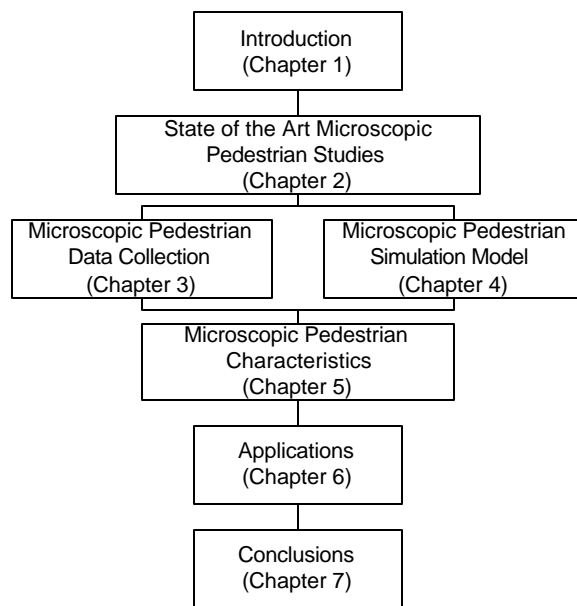 Introduction
(Chapter 1)
State of the Art Microscopic
Pedestrian Studies
(Chapter 2)
Microscopic Pedestrian
Data Collection
(Chapter 3)
Microscopic Pedestrian
Simulation Model
(Chapter 4)
Microscopic Pedestrian
Characteristics
(Chapter 5)
Applications
(Chapter 6)
Conclusions
(Chapter 7)